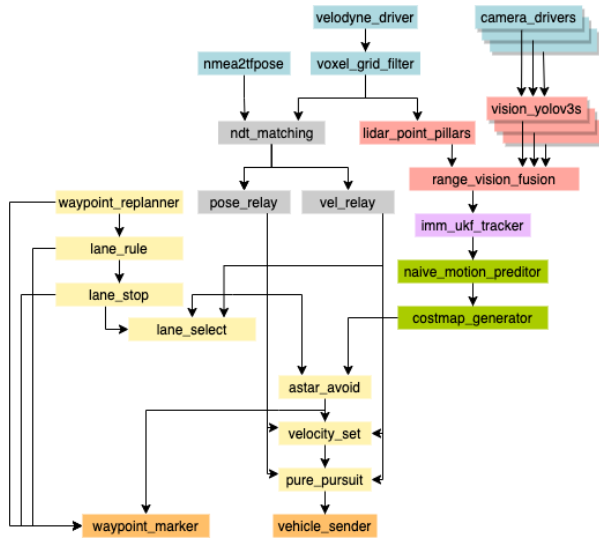 velodyne_driver
camera_drivers
nmea2tfpose
voxel_grid_filter
vision_yolov3s
ndt_matching
lidar_point_pillars
range_vision_fusion
waypoint_replanner
pose_relay
vel_relay
imm_ukf_tracker
lane_rule
naive_motion_preditor
lane_stop
costmap_generator
lane_select
astar_avoid
velocity_set
pure_pursuit
waypoint_marker
vehicle_sender